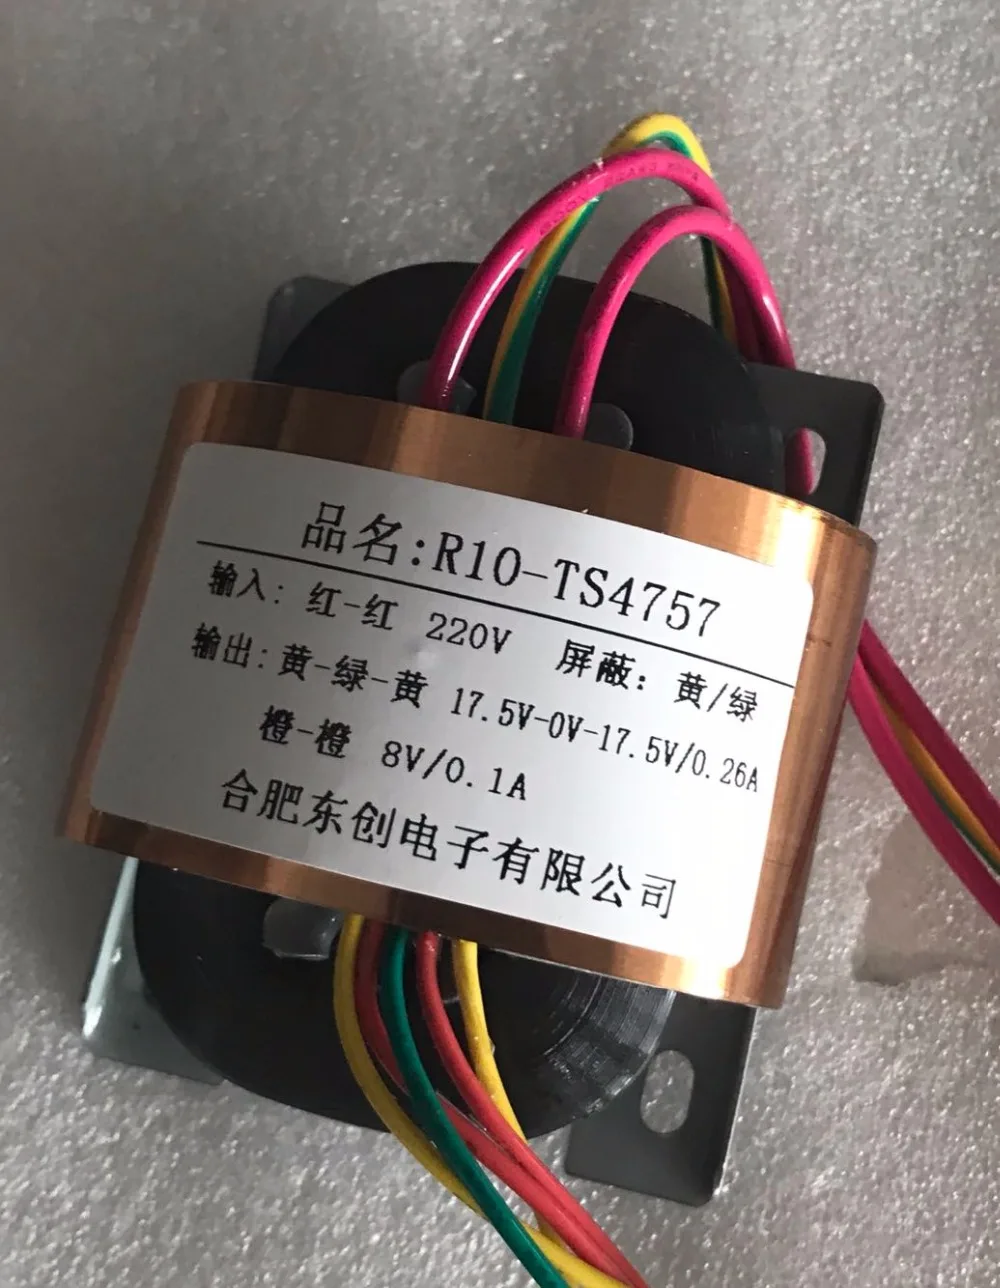 品名:R10-TS4757
输入: 红-红 220V 屏蔽: 黄/绿
输出:黄-绿-黄 17.5V-0V-17.5V/0.26A
橙-橙 8V/0.1A
合肥东创电子有限公司